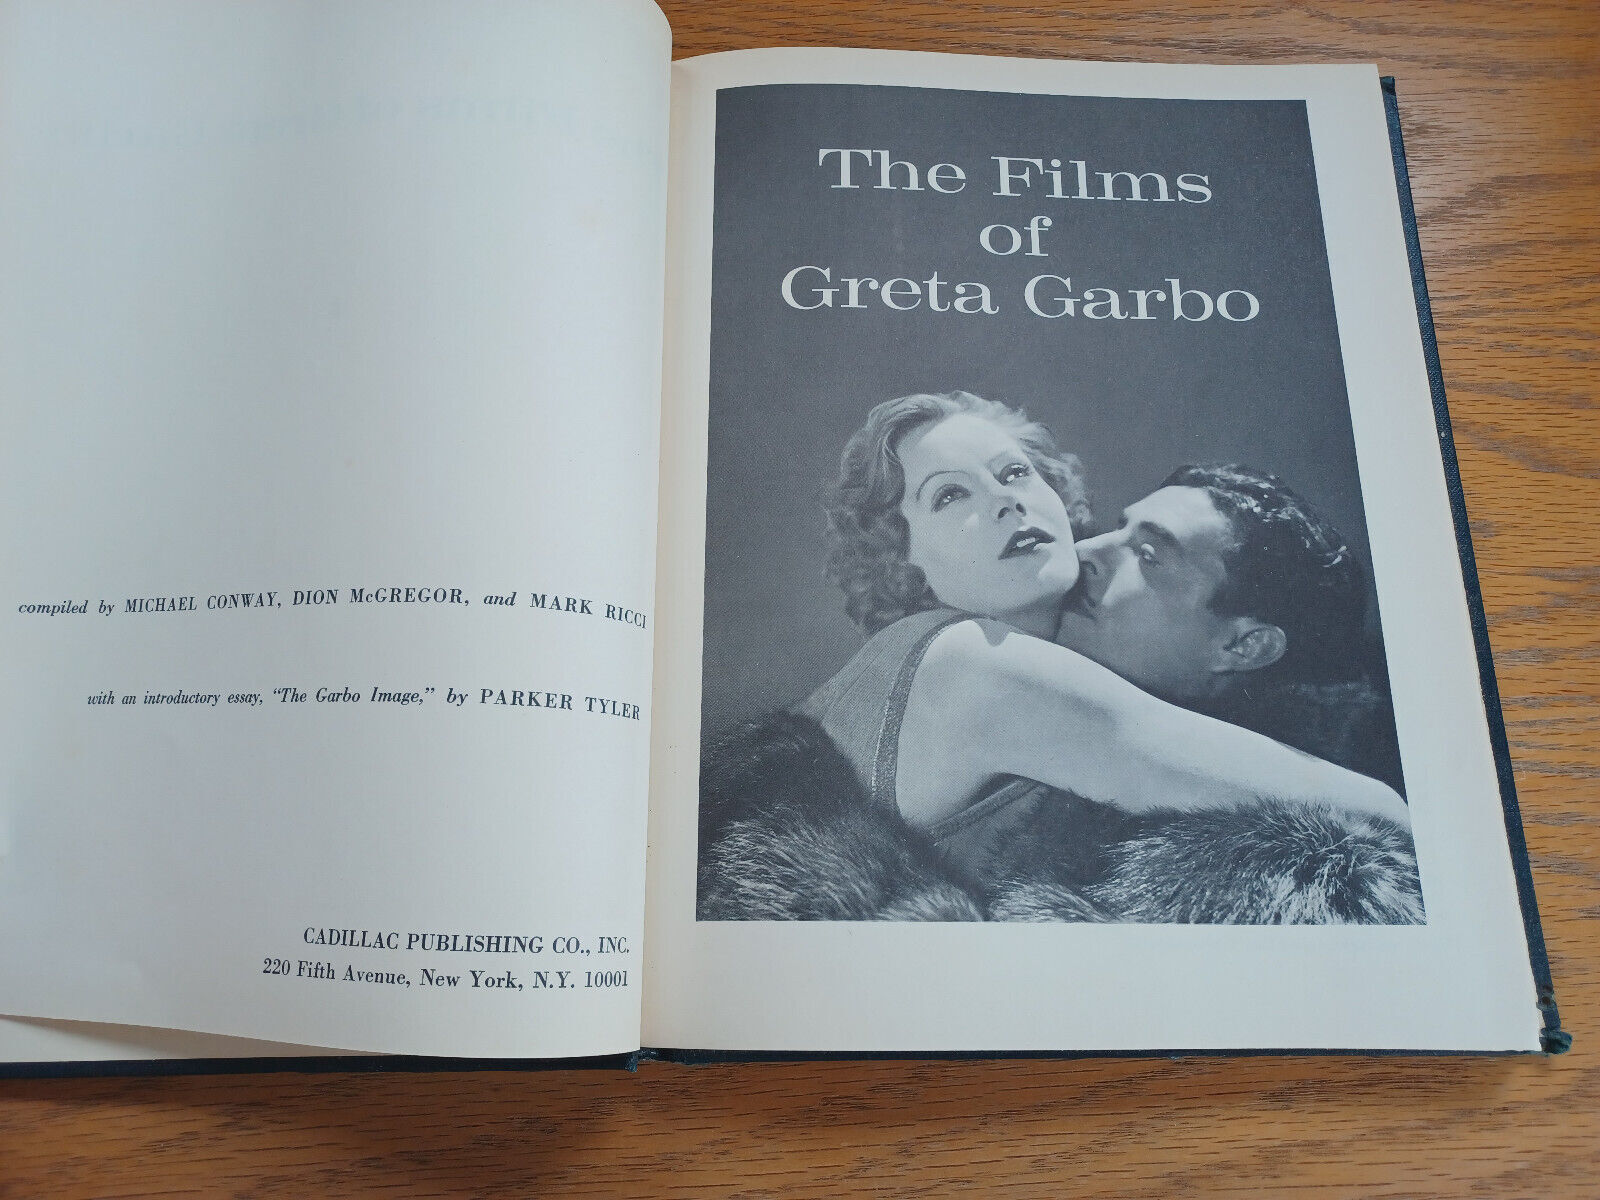 compiled by MICHAEL CONWAY, DION McGREGOR, and MARK RICCI
with an introductory essay, “The Garbo Image,” by PARKER TYLER
CADILLAC PUBLISHING CO., INC.
220 Fifth Avenue, New York, N.Y. 10001
The Films
of
Greta Garbo